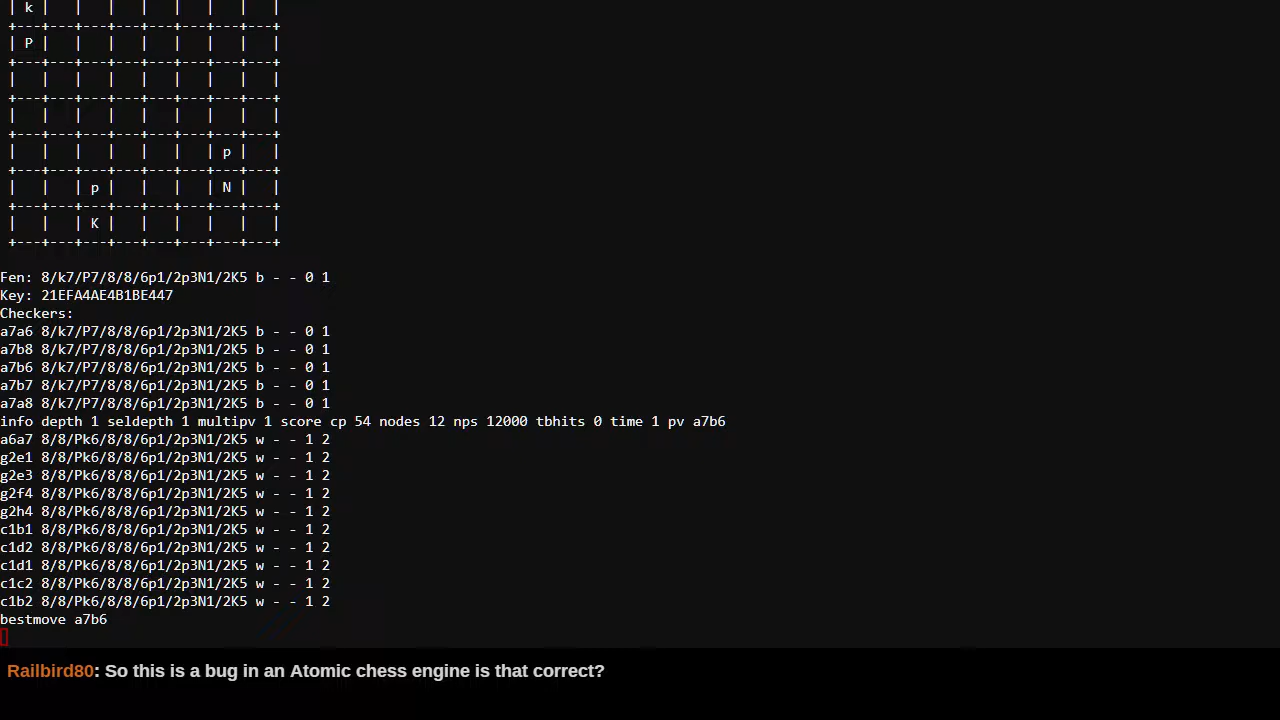 | k |   |   |   |   |   |   |   |
+---+---+---+---+---+---+---+---+
| P |   |   |   |   |   |   |   |
+---+---+---+---+---+---+---+---+
|   |   |   |   |   |   |   |   |
+---+---+---+---+---+---+---+---+
|   |   |   |   |   |   |   |   |
+---+---+---+---+---+---+---+---+
|   |   |   |   |   |   | p |   |
+---+---+---+---+---+---+---+---+
|   |   | p |   |   |   | N |   |
+---+---+---+---+---+---+---+---+
|   |   | K |   |   |   |   |   |
+---+---+---+---+---+---+---+---+
Fen: 8/k7/P7/8/8/6p1/2p3N1/2K5 b - - 0 1
Key: 21EFA4AE4B1BE447
Checkers:
a7a6 8/k7/P7/8/8/6p1/2p3N1/2K5 b - - 0 1
a7b8 8/k7/P7/8/8/6p1/2p3N1/2K5 b - - 0 1
a7b6 8/k7/P7/8/8/6p1/2p3N1/2K5 b - - 0 1
a7b7 8/k7/P7/8/8/6p1/2p3N1/2K5 b - - 0 1
a7a8 8/k7/P7/8/8/6p1/2p3N1/2K5 b - - 0 1
info depth 1 seldepth 1 multipv 1 score cp 54 nodes 12 nps 12000 tbhits 0 time 1 pv a7b6
a6a7 8/8/Pk6/8/8/6p1/2p3N1/2K5 w - - 1 2
g2e1 8/8/Pk6/8/8/6p1/2p3N1/2K5 w - - 1 2
g2e3 8/8/Pk6/8/8/6p1/2p3N1/2K5 w - - 1 2
g2f4 8/8/Pk6/8/8/6p1/2p3N1/2K5 w - - 1 2
g2h4 8/8/Pk6/8/8/6p1/2p3N1/2K5 w - - 1 2
c1b1 8/8/Pk6/8/8/6p1/2p3N1/2K5 w - - 1 2
c1d2 8/8/Pk6/8/8/6p1/2p3N1/2K5 w - - 1 2
c1d1 8/8/Pk6/8/8/6p1/2p3N1/2K5 w - - 1 2
c1c2 8/8/Pk6/8/8/6p1/2p3N1/2K5 w - - 1 2
c1b2 8/8/Pk6/8/8/6p1/2p3N1/2K5 w - - 1 2
bestmove a7b6
Railbird80: So this is a bug in an Atomic chess engine is that correct?